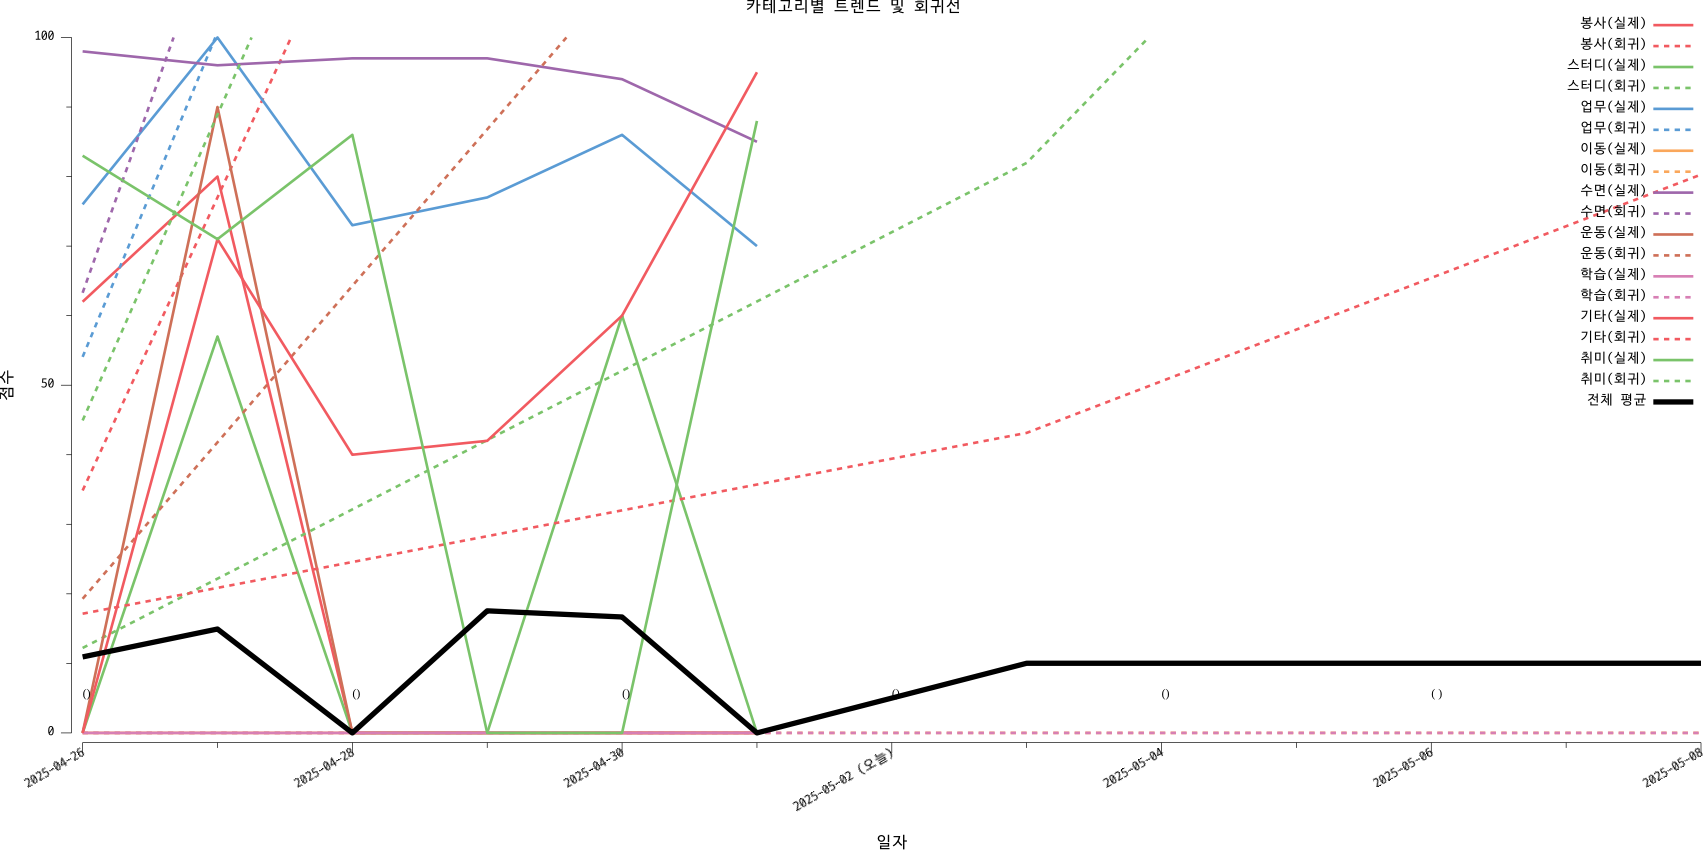 카테고리별 트렌드 및 회귀선
봉사(실제)
봉사(회귀)
스터디(실제)
스터디(회귀)
업무(실제)
업무(회귀)
이동(실제)
이동(회귀)
수면(실제)
수면(회귀)
운동(실제)
운동(회귀)
학습(실제)
학습(회귀)
기타(실제)
기타(회귀)
취미(실제)
취미(회귀)
전체 평균
100
50
0
점수
() () () () () ( )
2025-04-26
2025-04-28
2025-04-30
2025-05-02 (오늘)
2025-05-04
2025-05-06
2025-05-08
일자